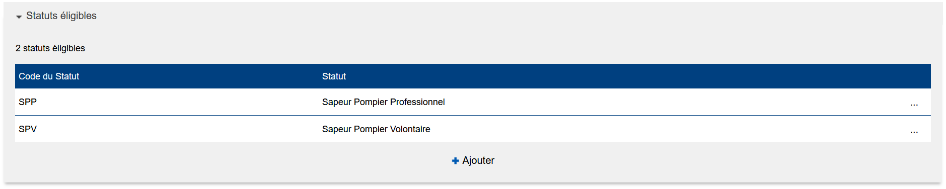 Statuts éligibles
2 statuts éligibles
Code du Statut Statut
SPP Sapeur Pompier Professionnel ...
SPV Sapeur Pompier Volontaire ...
Ajouter